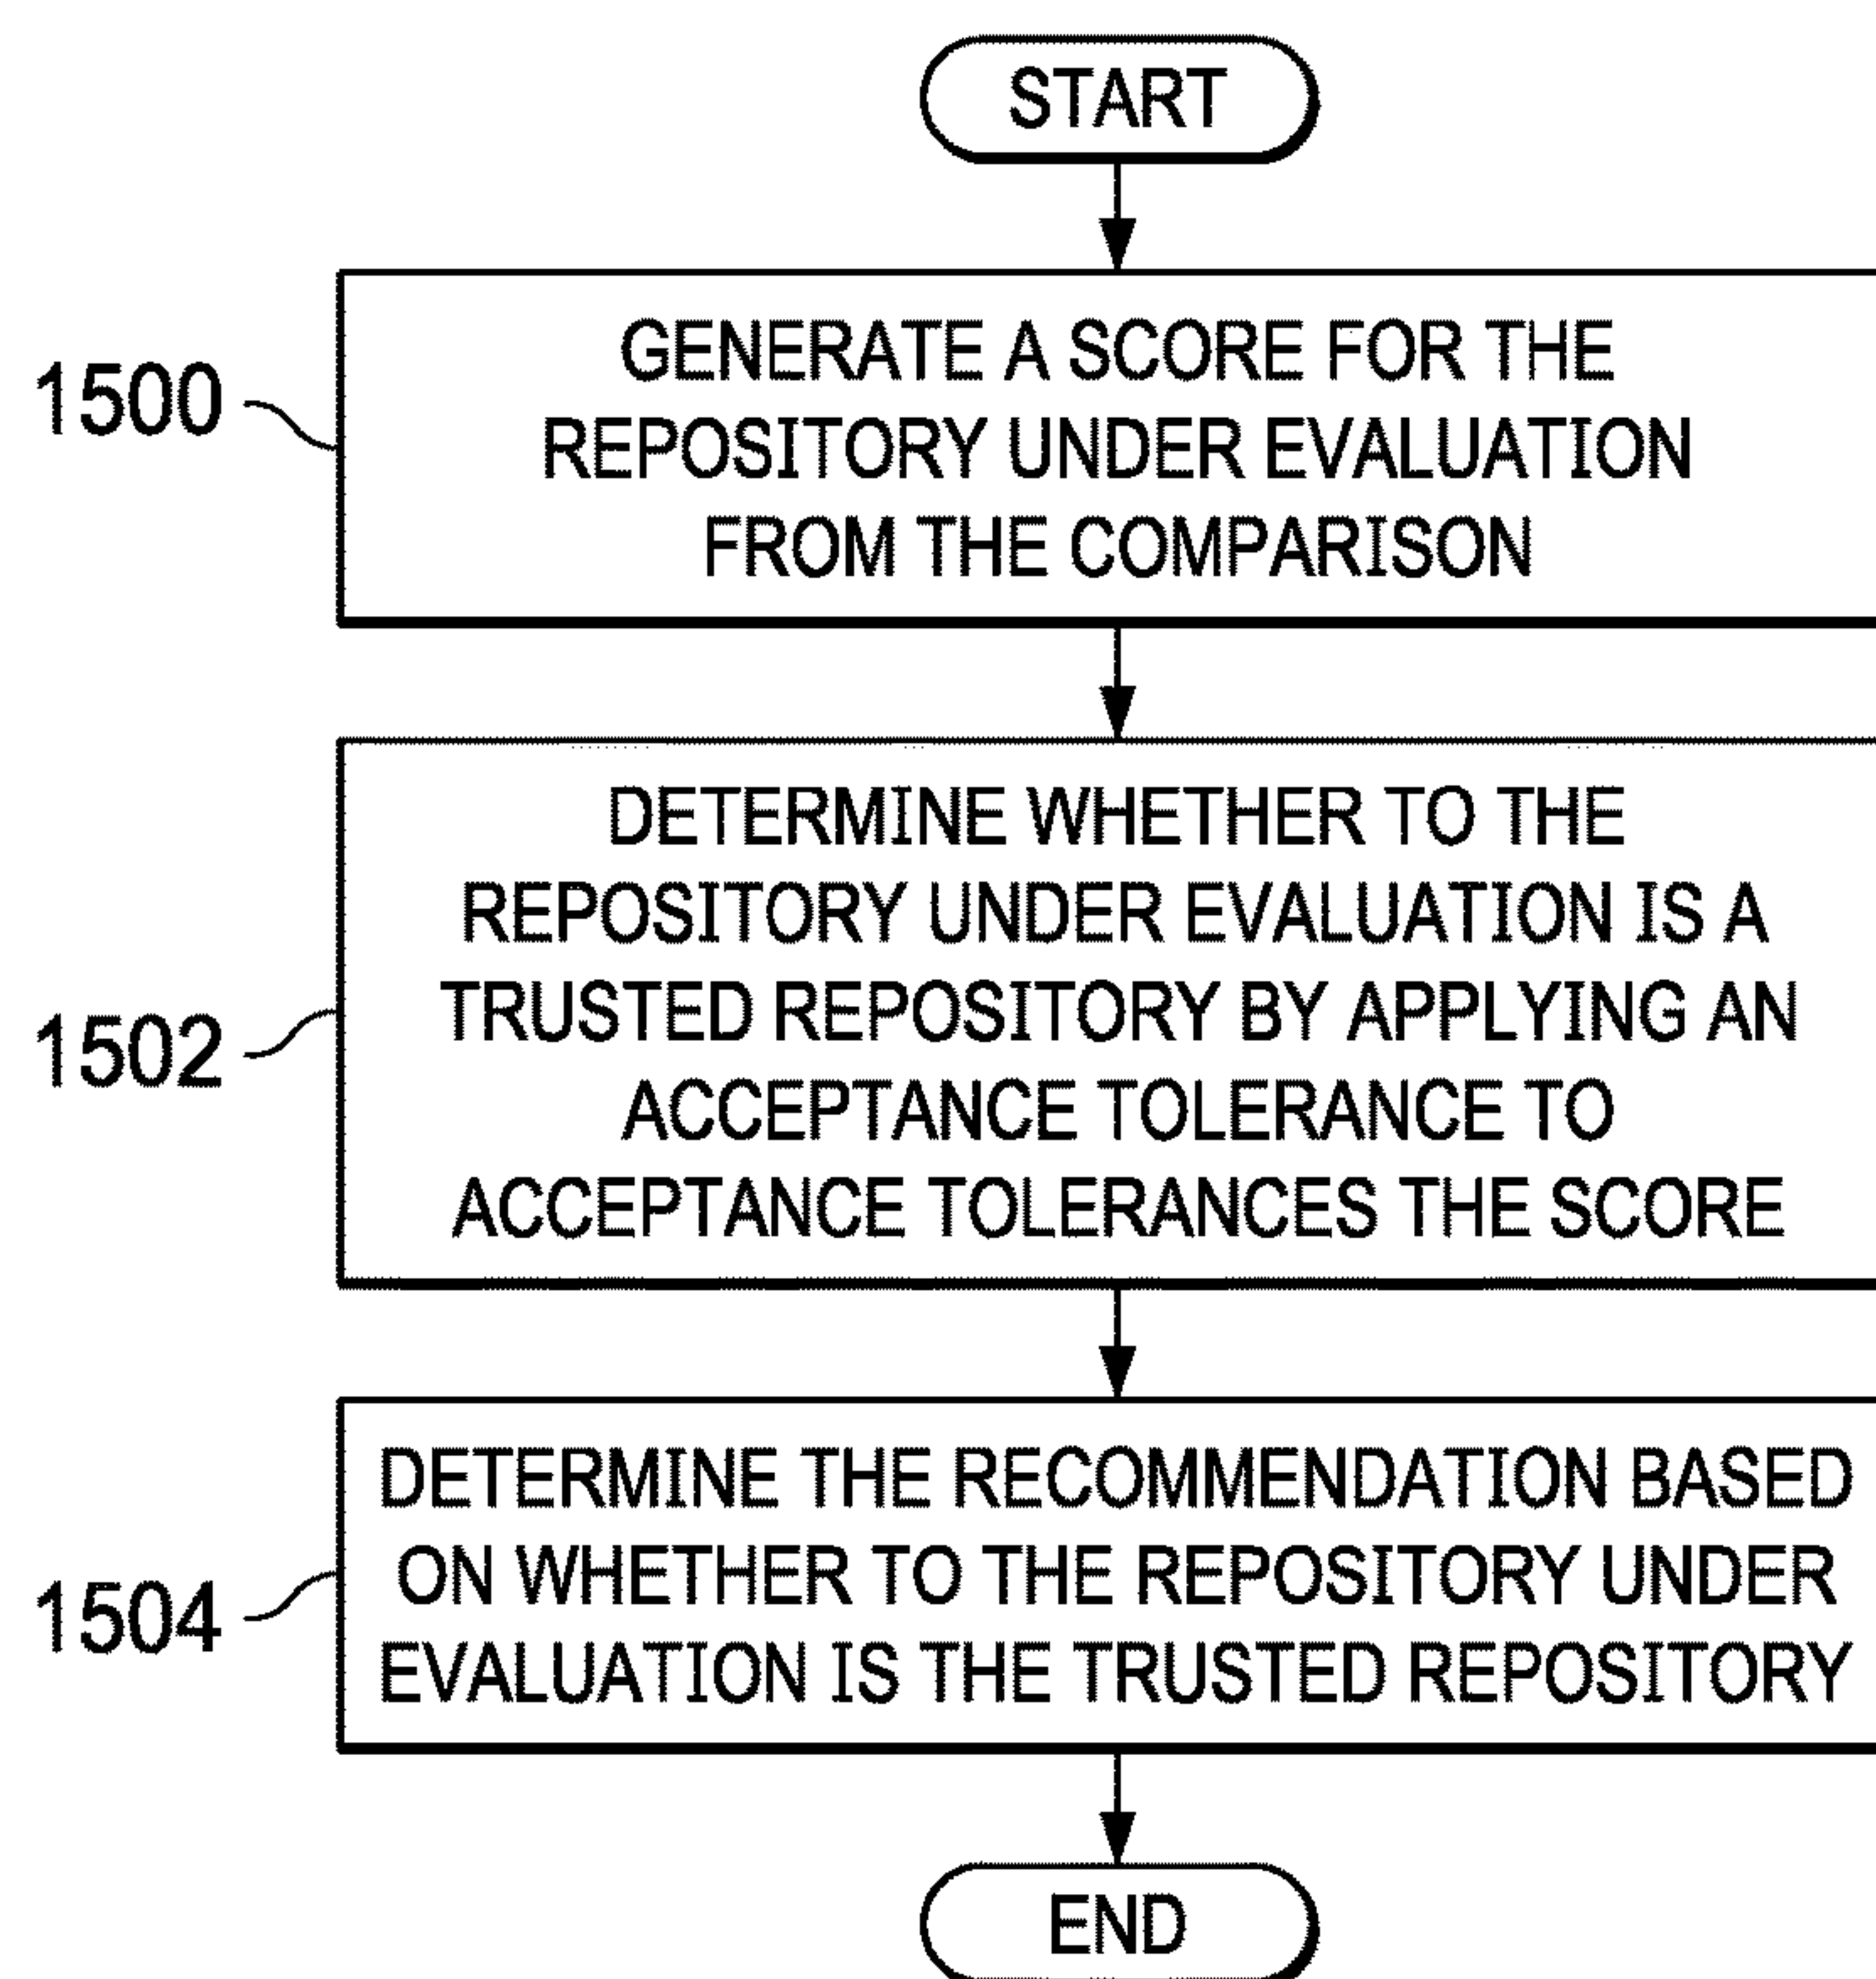 START
1500
GENERATE A SCORE FOR THE
REPOSITORY UNDER EVALUATION
FROM THE COMPARISON
1502
DETERMINE WHETHER TO THE
REPOSITORY UNDER EVALUATION IS A
TRUSTED REPOSITORY BY APPLYING AN
ACCEPTANCE TOLERANCE TO
ACCEPTANCE TOLERANCES THE SCORE
1504
DETERMINE THE RECOMMENDATION BASED
ON WHETHER TO THE REPOSITORY UNDER
EVALUATION IS THE TRUSTED REPOSITORY
END